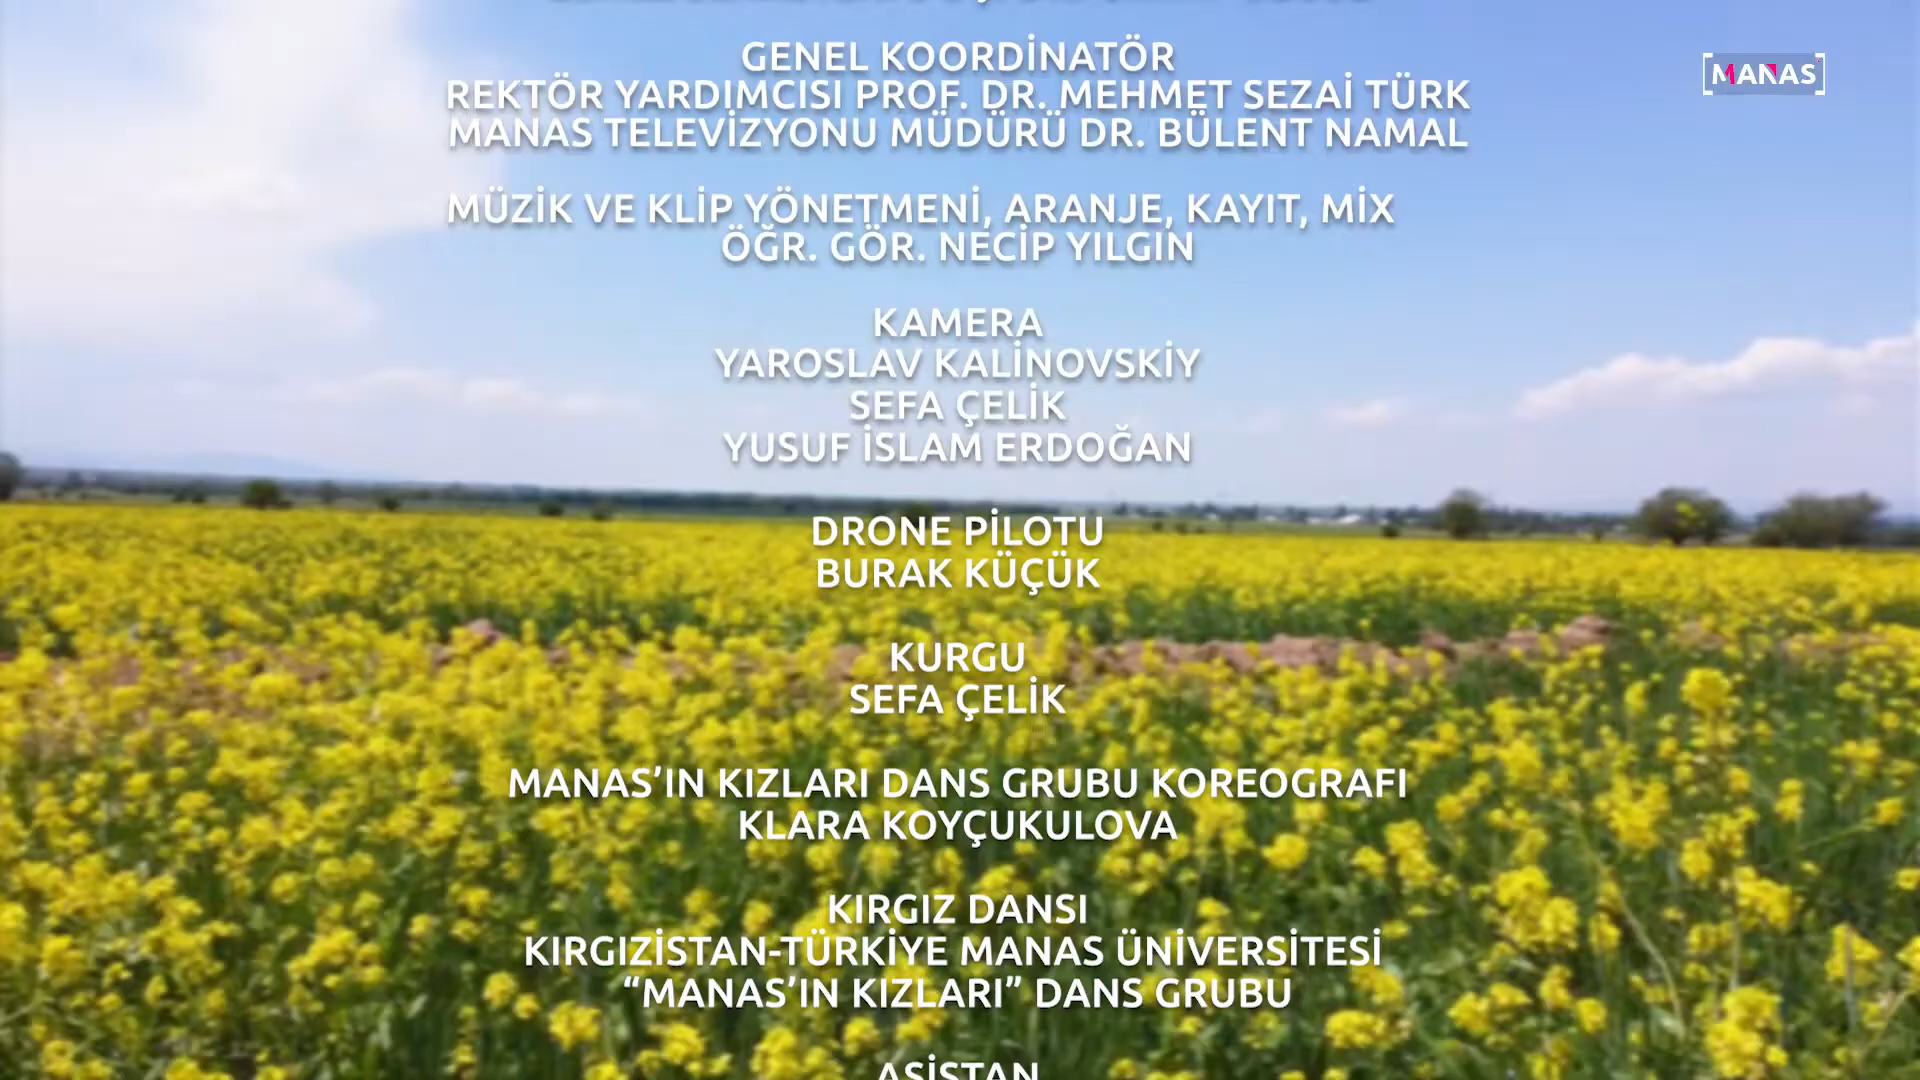 MANAS
GENEL KOORDİNATÖR
REKTÖR YARDIMCISI PROF. DR. MEHMET SEZAİ TÜRK
MANAS TELEVİZYONU MÜDÜRÜ DR. BÜLENT NAMAL
MÜZİK VE KLİP YÖNETMENİ, ARANJE, KAYIT, MİX
ÖĞR. GÖR. NECİP YILGIN
KAMERA
YAROSLAV KALİNOVSKİY
SEFA ÇELİK
YUSUF İSLAM ERDOĞAN
DRONE PİLOTU
BURAK KÜÇÜK
KURGU
SEFA ÇELİK
MANAS’IN KIZLARI DANS GRUBU KOREOGRAFI
KLARA KOYÇUKULOVA
KIRGIZ DANSI
KIRGIZİSTAN-TÜRKİYE MANAS ÜNİVERSİTESİ
“MANAS’IN KIZLARI” DANS GRUBU
ASİSTAN